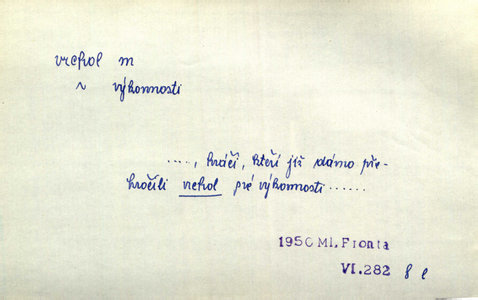 vrchol m
~ výkonnosti
...., hráči, kteří již dávno pře-
kročili vrchol své výkonnosti......
1950 Ml. Fronta
VI.282